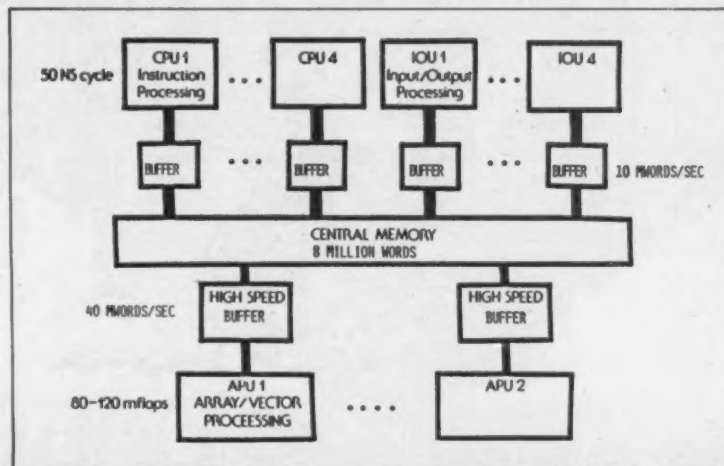 50 NS cycle
CPU 1
Instruction
Processing
CPU 4
IOU 1
Input/Output
Processing
IOU 4
BUFFER
BUFFER
BUFFER
BUFFER
10 MWORDS/SEC
CENTRAL MEMORY
8 MILLION WORDS
40 MWORDS/SEC
HIGH SPEED
BUFFER
HIGH SPEED
BUFFER
80-120 mflops
APU 1
ARRAY/VECTOR
PROCEESSING
APU 2